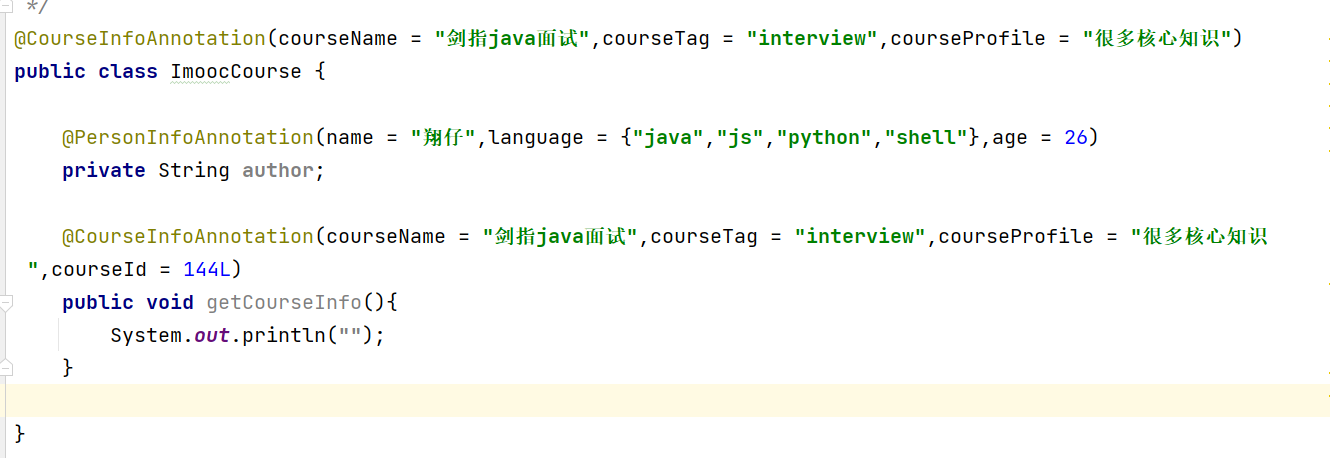 */
@CourseInfoAnnotation(courseName = "剑指java面试",courseTag = "interview",courseProfile = "很多核心知识")
public class ImoocCourse {
@PersonInfoAnnotation(name = "翔仔",language = {"java","js","python","shell"},age = 26)
private String author;
@CourseInfoAnnotation(courseName = "剑指java面试",courseTag = "interview",courseProfile = "很多核心知识
",courseId = 144L)
public void getCourseInfo(){
System.out.println("");
}
}